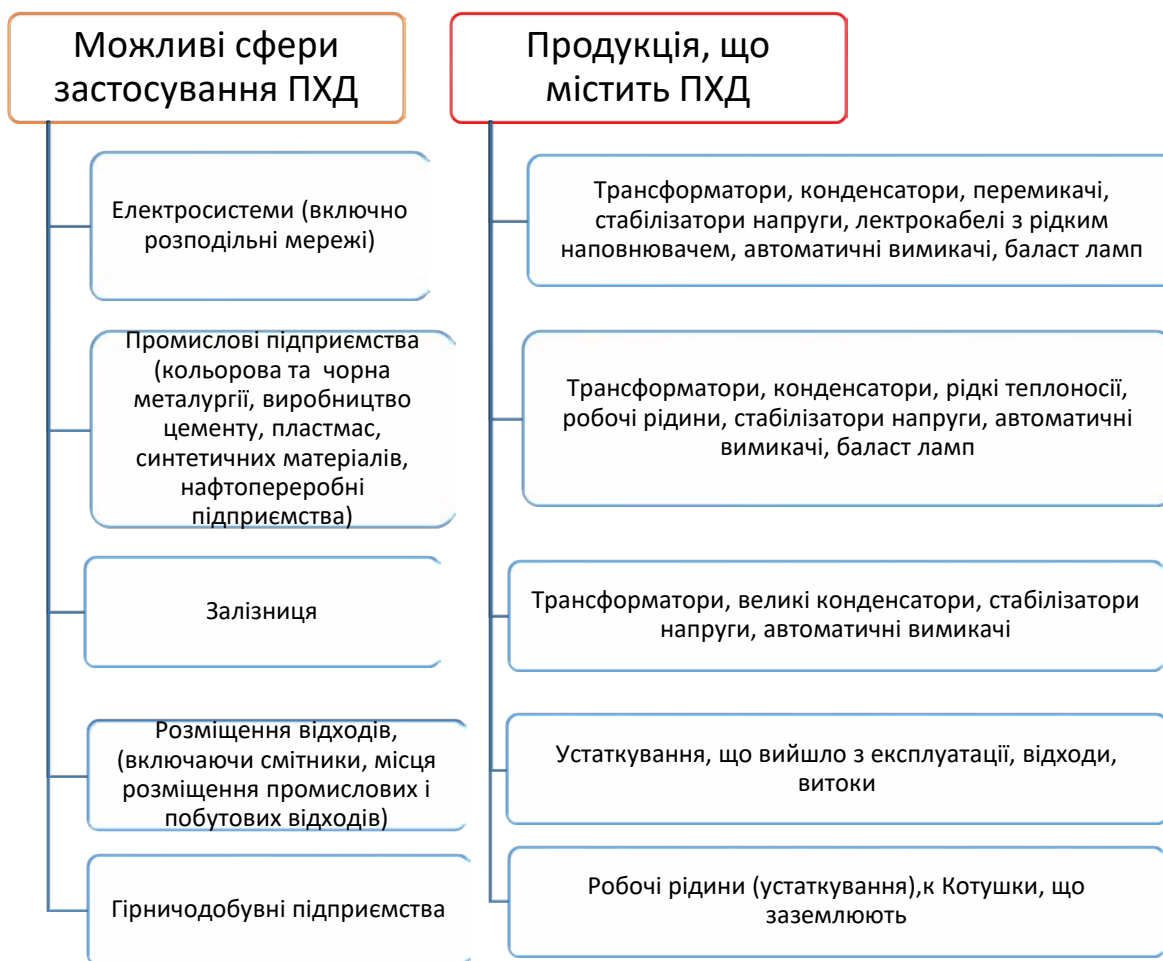 Можливі сфери
застосування ПХД
Продукція, що
містить ПХД
Електросистеми (включно
розподільні мережі)
Трансформатори, конденсатори, перемикачі,
стабілізатори напруги, лектрокабелі з рідким
наповнювачем, автоматичні вимикачі, баласт ламп
Промислові підприємства
(кольорова та чорна
металургії, виробництво
цементу, пластмас,
синтетичних матеріалів,
нафтопереробні
підприємства)
Трансформатори, конденсатори, рідкі теплоносії,
робочі рідини, стабілізатори напруги, автоматичні
вимикачі, баласт ламп
Залізниця
Трансформатори, великі конденсатори, стабілізатори
напруги, автоматичні вимикачі
Розміщення відходів,
(включаючи смітники, місця
розміщення промислових і
побутових відходів)
Устаткування, що вийшло з експлуатації, відходи,
витоки
Гірничодобувні підприємства
Робочі рідини (устаткування),к Котушки, що
заземлюють